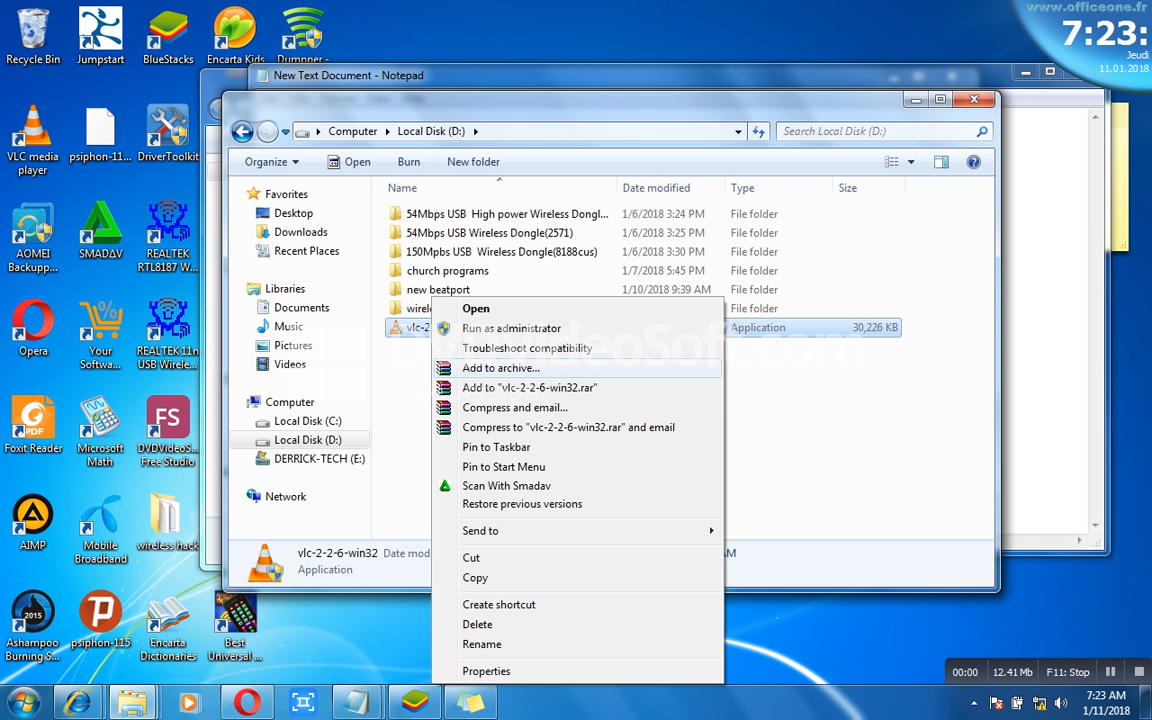 www.officeone.fr
7:23:
Jeudi
11.01.2018
Recycle Bin
Jumpstart
BlueStacks
Encarta Kids
Dumpper -
VLC media player
psiphon-11...
DriverToolkit
AOMEI Backupp...
SMADΔV
REALTEK RTL8187 W...
Opera
Your Softwa...
REALTEK 11n USB Wirele...
Foxit Reader
Microsoft Math
DVDVideoS... Free Studio
AIMP
Mobile Broadband
wireless hack
Ashampoo Burning S...
psiphon-115
Encarta Dictionaries
Best Universal ...
New Text Document - Notepad
Computer
Local Disk (D:)
Search Local Disk (D:)
Organize
Open
Burn
New folder
Favorites
Desktop
Downloads
Recent Places
Libraries
Documents
Music
Pictures
Videos
Computer
Local Disk (C:)
Local Disk (D:)
DERRICK-TECH (E:)
Network
Name Date modified Type Size
54Mbps USB High power Wireless Dongl... 1/6/2018 3:24 PM File folder
54Mbps USB Wireless Dongle(2571) 1/6/2018 3:25 PM File folder
150Mbps USB Wireless Dongle(8188cus) 1/6/2018 3:30 PM File folder
church programs 1/7/2018 5:45 PM File folder
new beatport 1/10/2018 9:39 AM File folder
wirele File folder
vlc-2 Application 30,226 KB
Open
Run as administrator
Troubleshoot compatibility
Add to archive...
Add to "vlc-2-2-6-win32.rar"
Compress and email...
Compress to "vlc-2-2-6-win32.rar" and email
Pin to Taskbar
Pin to Start Menu
Scan With Smadav
Restore previous versions
Send to
Cut
Copy
Create shortcut
Delete
Rename
Properties
vlc-2-2-6-win32 Date mod AM
Application
00:00 12.41 Mb F11: Stop
7:23 AM
1/11/2018